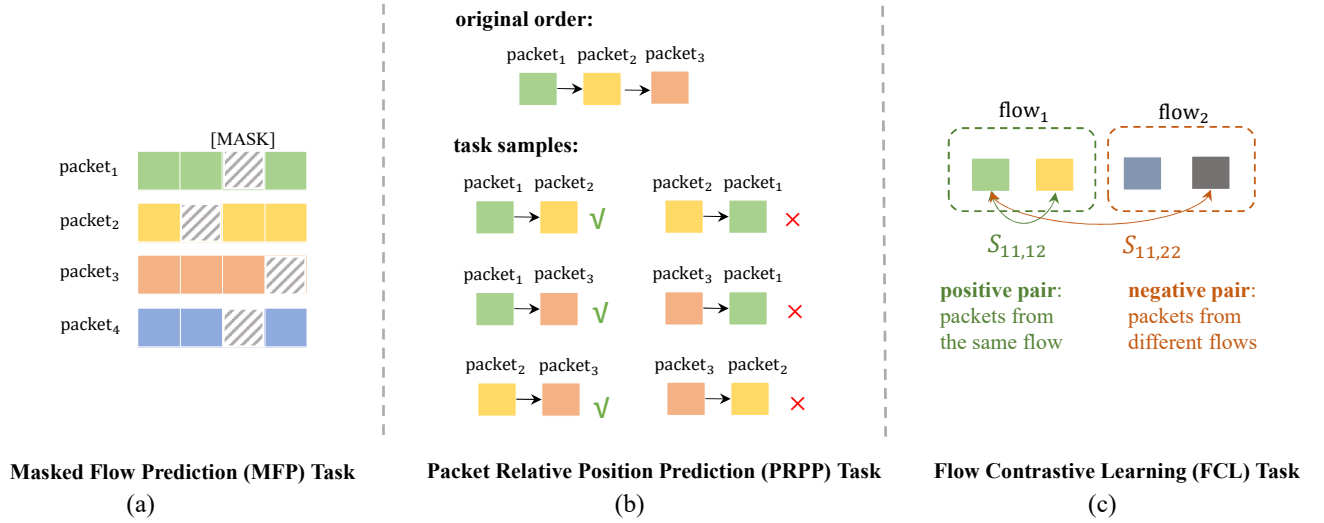 [MASK]
packet₁
packet₂
packet₃
packet₄
Masked Flow Prediction (MFP) Task
(a)
original order:
packet₁ packet₂ packet₃
task samples:
packet₁ packet₂ packet₂ packet₁
√ ×
packet₁ packet₃ packet₃ packet₁
√ ×
packet₂ packet₃ packet₃ packet₂
√ ×
Packet Relative Position Prediction (PRPP) Task
(b)
flow₁ flow₂
S₁₁,₁₂ S₁₁,₂₂
positive pair:
packets from
the same flow
negative pair:
packets from
different flows
Flow Contrastive Learning (FCL) Task
(c)